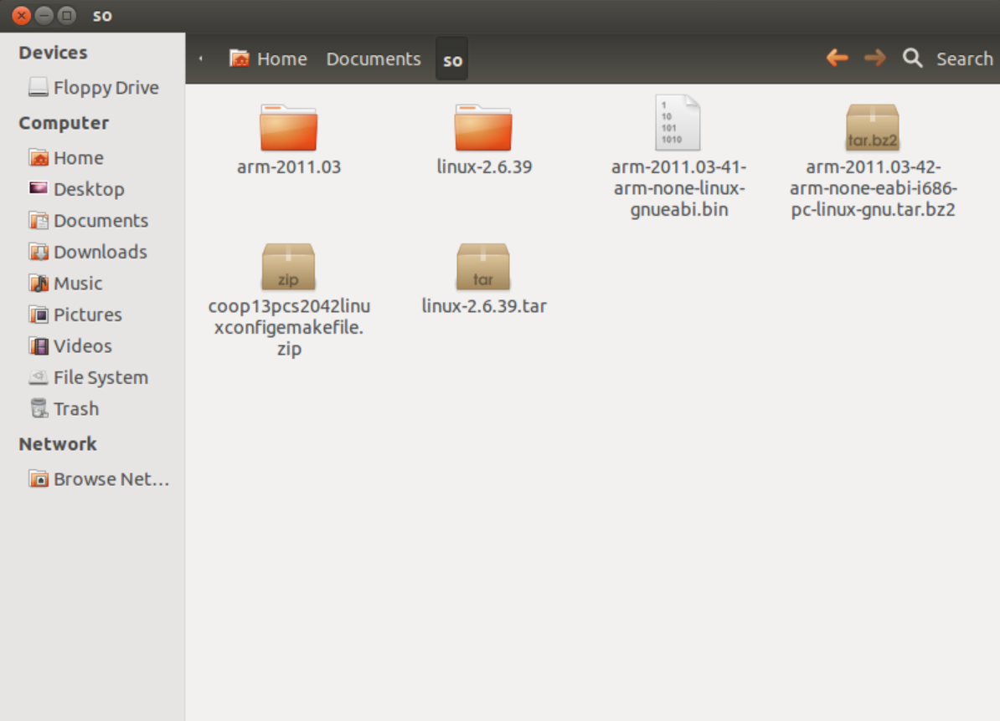 so
Devices
Floppy Drive
Computer
Home
Desktop
Documents
Downloads
Music
Pictures
Videos
File System
Trash
Network
Browse Net...
Home Documents so Search
arm-2011.03
linux-2.6.39
1
10
101
1010
arm-2011.03-41-
arm-none-linux-
gnueabi.bin
tar.bz2
arm-2011.03-42-
arm-none-eabi-i686-
pc-linux-gnu.tar.bz2
zip
coop13pcs2042linu
xconfigemakefile.
zip
tar
linux-2.6.39.tar